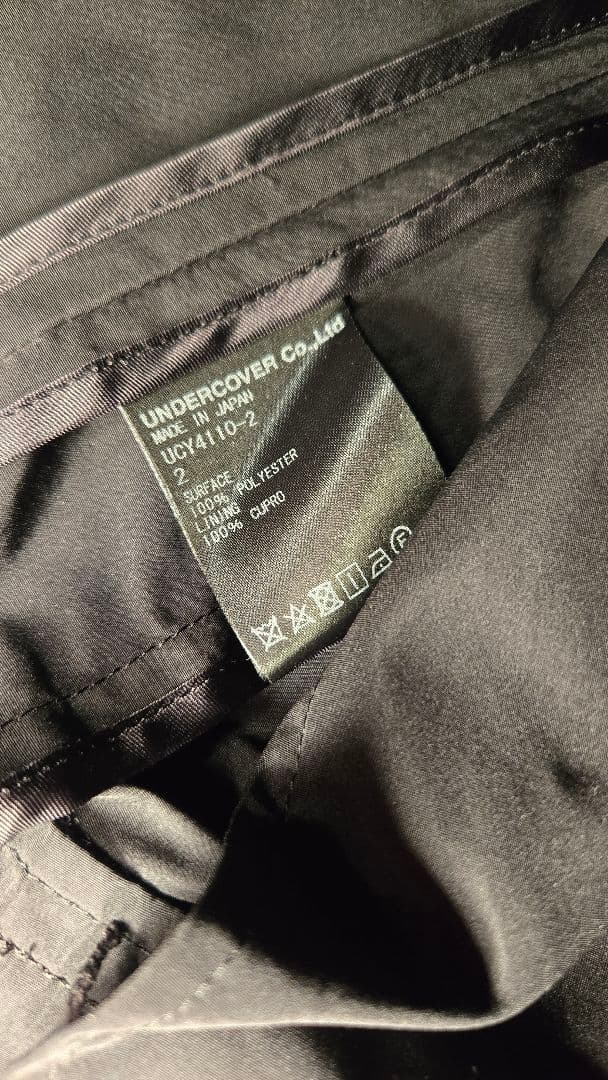 UNDERCOVER Co.,Ltd
MADE IN JAPAN
UCY4110-2
2
SURFACE
100% POLYESTER
LINING
100% CUPRO
F